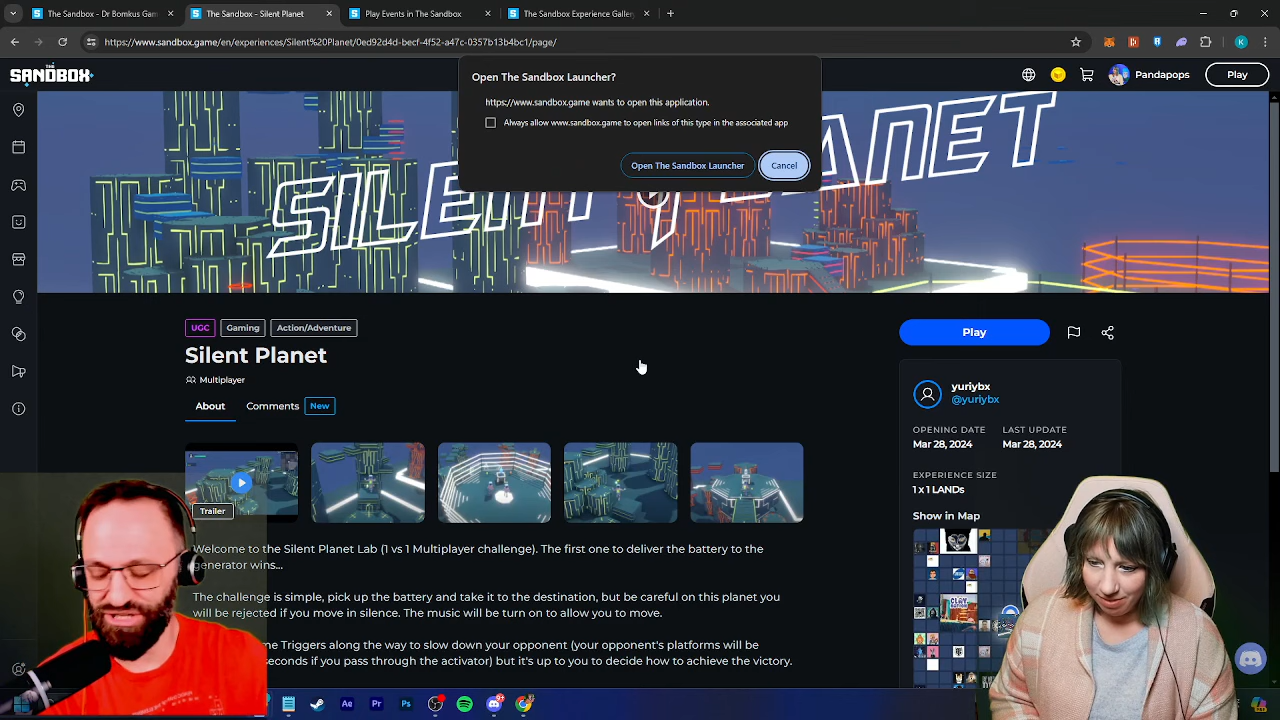 The Sandbox - Dr Bomkus Gam
The Sandbox - Silent Planet
Play Events in The Sandbox
The Sandbox Experience Galler
https://www.sandbox.game/en/experiences/Silent%20Planet/0ed92d4d-becf-4f52-a47c-0357b13b4bc1/page/
K
THE
SANDBOX
Pandapops
Play
Open The Sandbox Launcher?
https://www.sandbox.game wants to open this application.
Always allow www.sandbox.game to open links of this type in the associated app
Open The Sandbox Launcher
Cancel
SILENT PLANET
UGC
Gaming
Action/Adventure
Play
Silent Planet
Multiplayer
About
Comments
New
yuriybx
@yuriybx
OPENING DATE
LAST UPDATE
Mar 28, 2024
Mar 28, 2024
EXPERIENCE SIZE
1 x 1 LANDs
Show in Map
Trailer
Welcome to the Silent Planet Lab (1 vs 1 Multiplayer challenge). The first one to deliver the battery to the
generator wins...
The challenge is simple, pick up the battery and take it to the destination, but be careful on this planet you
will be rejected if you move in silence. The music will be turn on to allow you to move.
me Triggers along the way to slow down your opponent (your opponent's platforms will be
seconds if you pass through the activator) but it's up to you to decide how to achieve the victory.
Ae
Pr
Ps